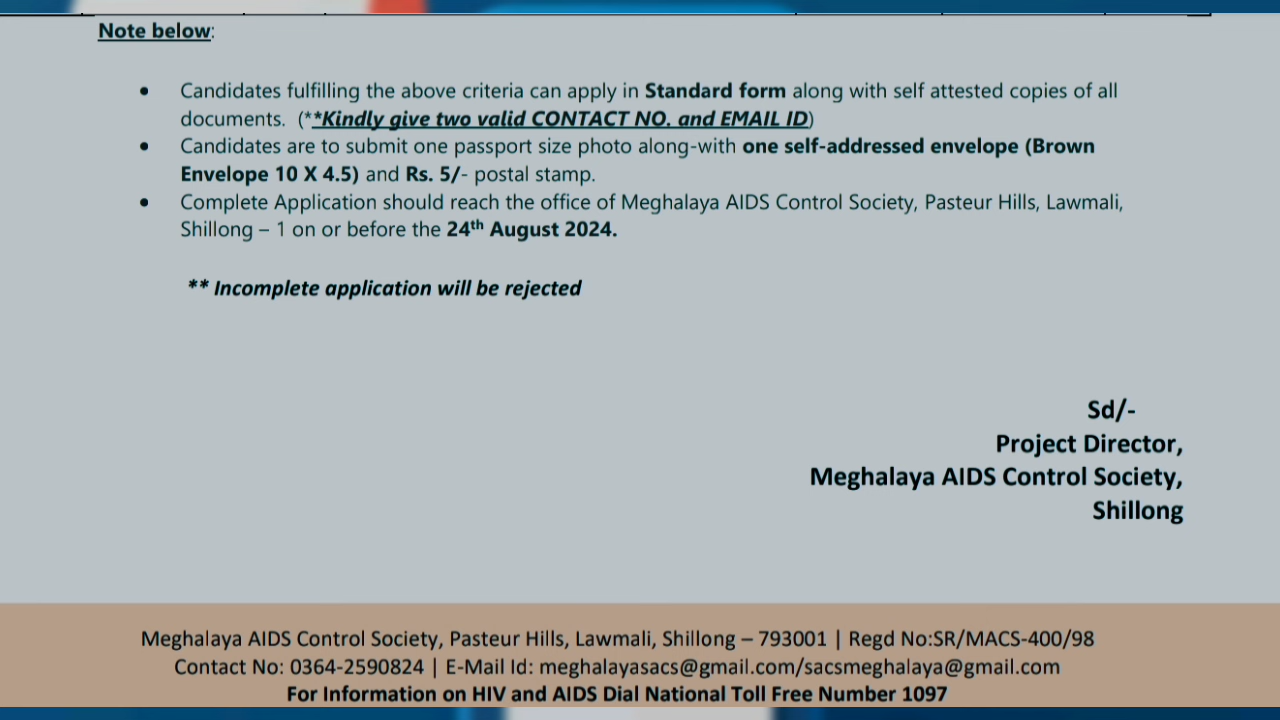 Note below:
Candidates fulfilling the above criteria can apply in Standard form along with self attested copies of all
documents. (**Kindly give two valid CONTACT NO. and EMAIL ID)
Candidates are to submit one passport size photo along-with one self-addressed envelope (Brown
Envelope 10 X 4.5) and Rs. 5/- postal stamp.
Complete Application should reach the office of Meghalaya AIDS Control Society, Pasteur Hills, Lawmali,
Shillong – 1 on or before the 24th August 2024.
** Incomplete application will be rejected
Sd/-
Project Director,
Meghalaya AIDS Control Society,
Shillong
Meghalaya AIDS Control Society, Pasteur Hills, Lawmali, Shillong – 793001 | Regd No:SR/MACS-400/98
Contact No: 0364-2590824 | E-Mail Id: meghalayasacs@gmail.com/sacsmeghalaya@gmail.com
For Information on HIV and AIDS Dial National Toll Free Number 1097